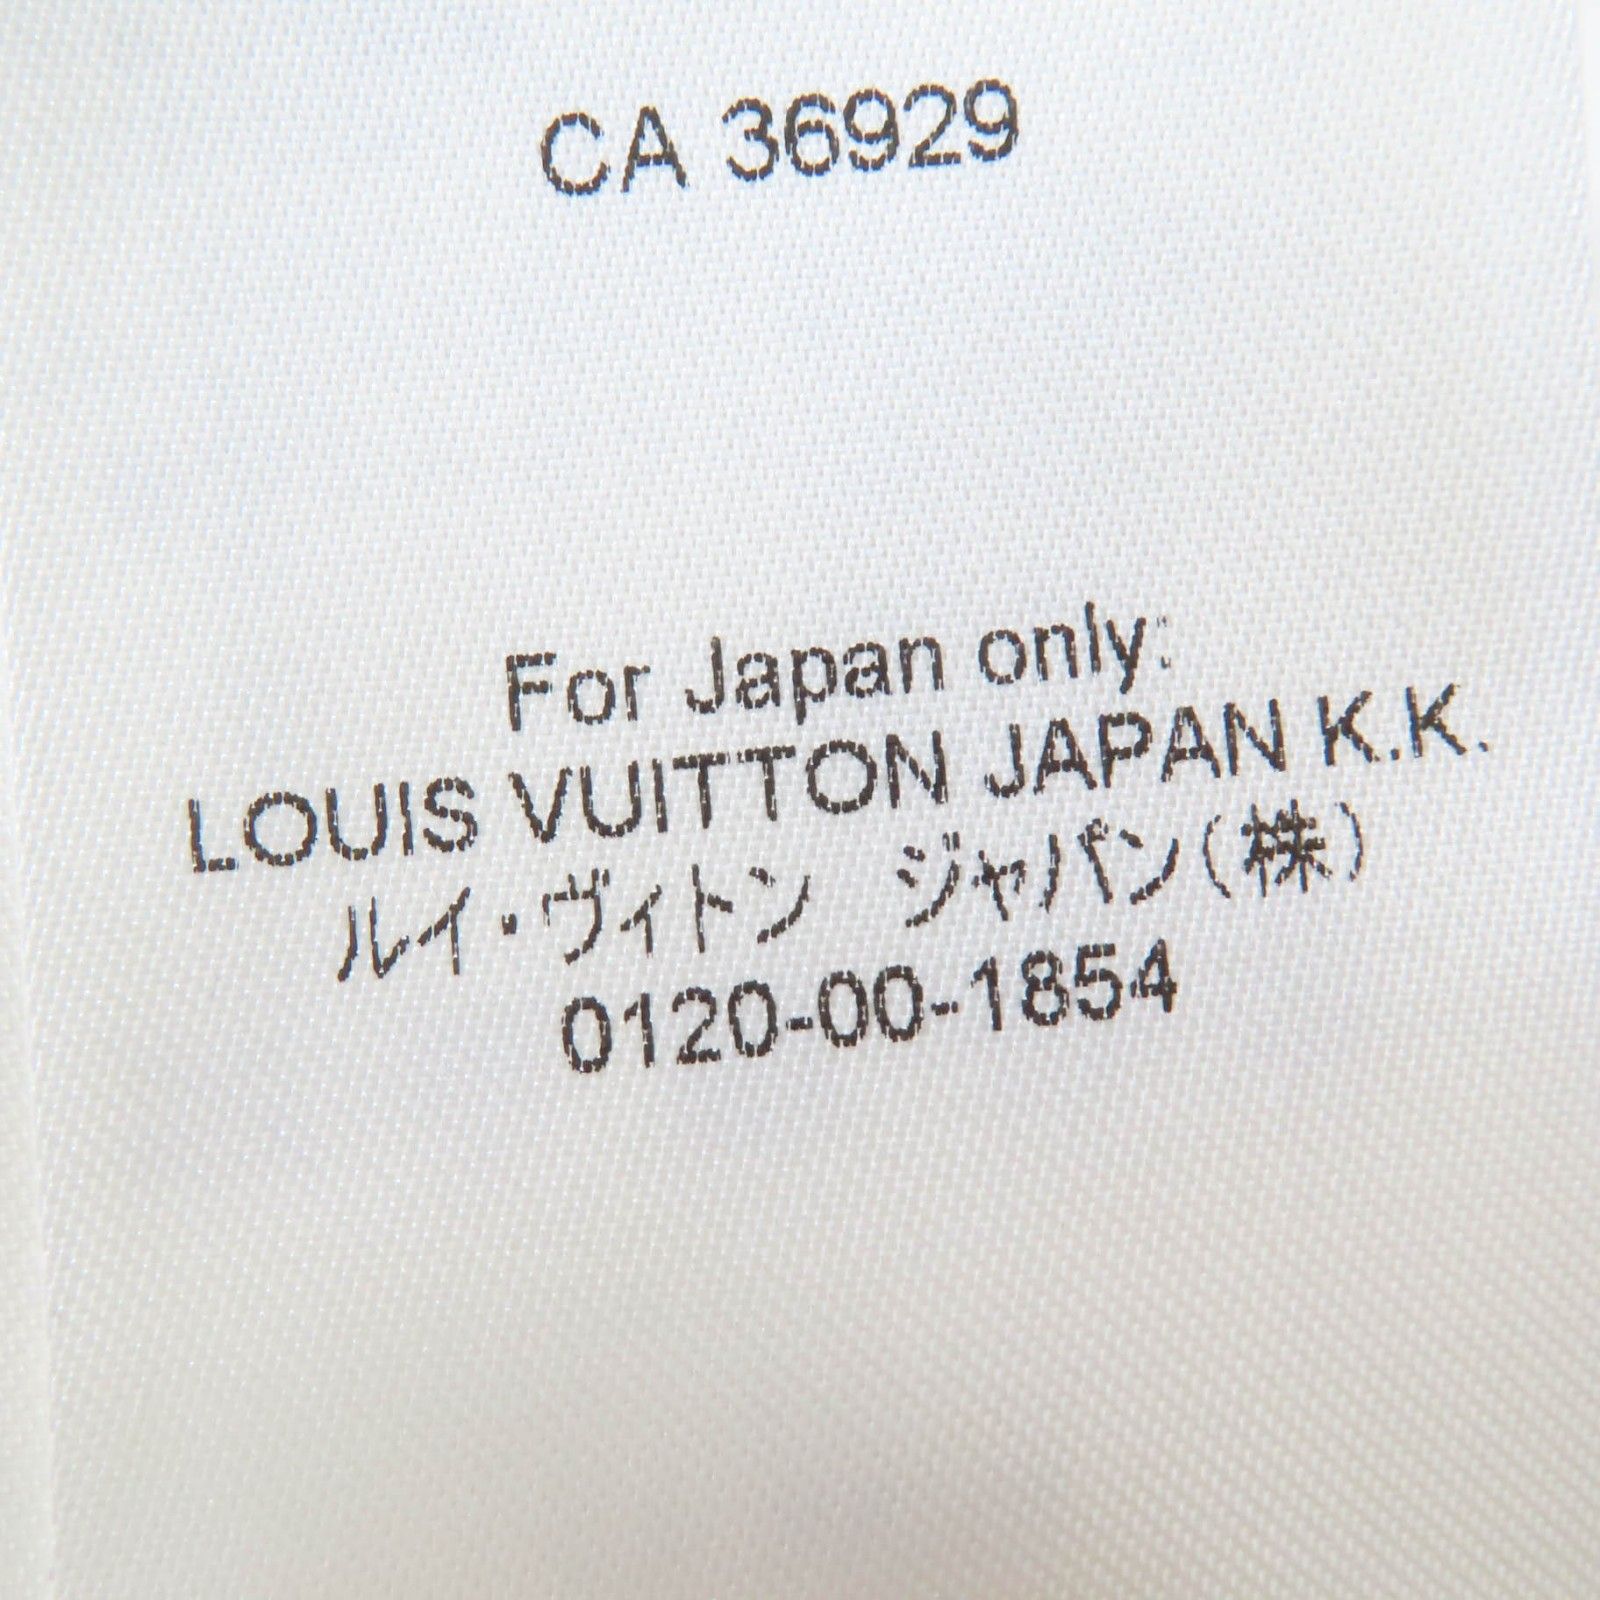 CA 36929
For Japan only:
LOUIS VUITTON JAPAN K.K.
ルイ・ヴィトン　ジャパン(株)
0120-00-1854